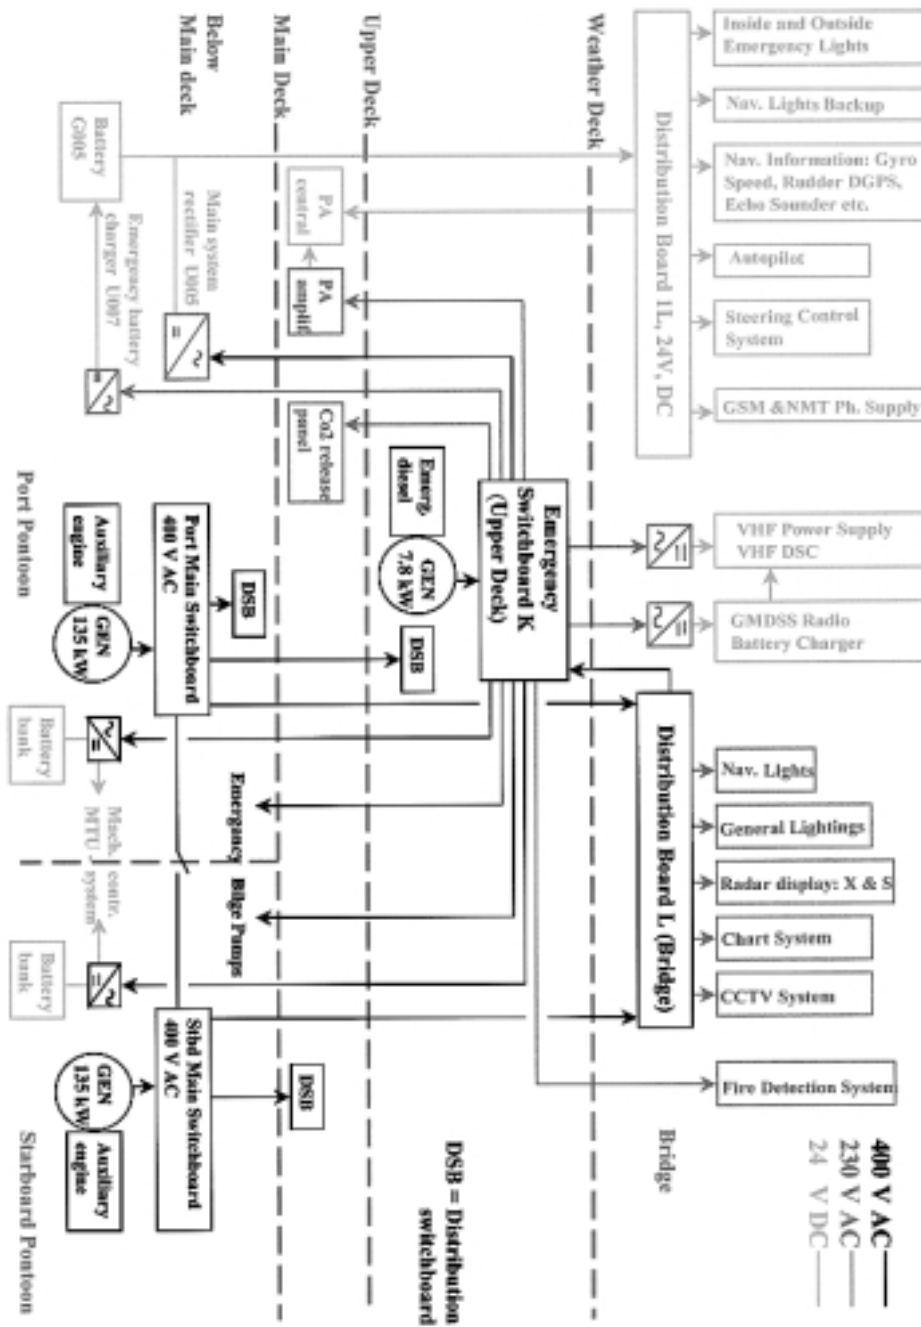 Inside and Outside
Emergency Lights
Nav. Lights Backup
Nav. Information: Gyro
Speed, Rudder DGPS,
Echo Sounder etc.
Autopilot
Steering Control
System
GSM &NMT Ph. Supply
Distribution Board 1L, 24V, DC
VHF Power Supply
VHF DSC
GMDSS Radio
Battery Charger
Nav. Lights
General Lightings
Radar display: X & S
Chart System
CCTV System
Fire Detection System
Distribution Board L (Bridge)
Bridge
400 V AC
230 V AC
24 V DC
Weather Deck
Emergency
Switchboard K
(Upper Deck)
Emerg.
diesel
GEN
7.8 kW
DSB
DSB = Distribution
switchboard
Upper Deck
PA
central
PA
amplif
Co2 release
panel
Main Deck
DSB
DSB
Emergancy
Bilge Pumps
Below
Main deck
Main system
rectifier U005
Port Main Switchboard
400 V AC
Stbd Main Switchboard
400 V AC
Battery
G005
Emergency battery
charger U007
Auxiliary
engine
GEN
135 kW
Mach. contr.
MTU system
GEN
135 kW
Auxiliary
engine
Battery
bank
Battery
bank
Port Pontoon
Starboard Pontoon